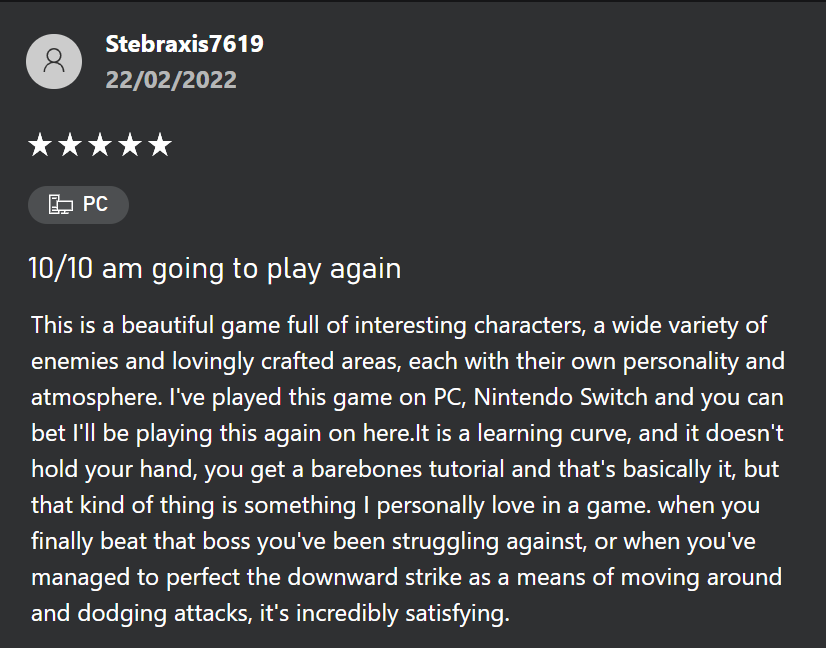 Stebraxis7619
22/02/2022
PC
10/10 am going to play again
This is a beautiful game full of interesting characters, a wide variety of
enemies and lovingly crafted areas, each with their own personality and
atmosphere. I've played this game on PC, Nintendo Switch and you can
bet I'll be playing this again on here.It is a learning curve, and it doesn't
hold your hand, you get a barebones tutorial and that's basically it, but
that kind of thing is something I personally love in a game. when you
finally beat that boss you've been struggling against, or when you've
managed to perfect the downward strike as a means of moving around
and dodging attacks, it's incredibly satisfying.